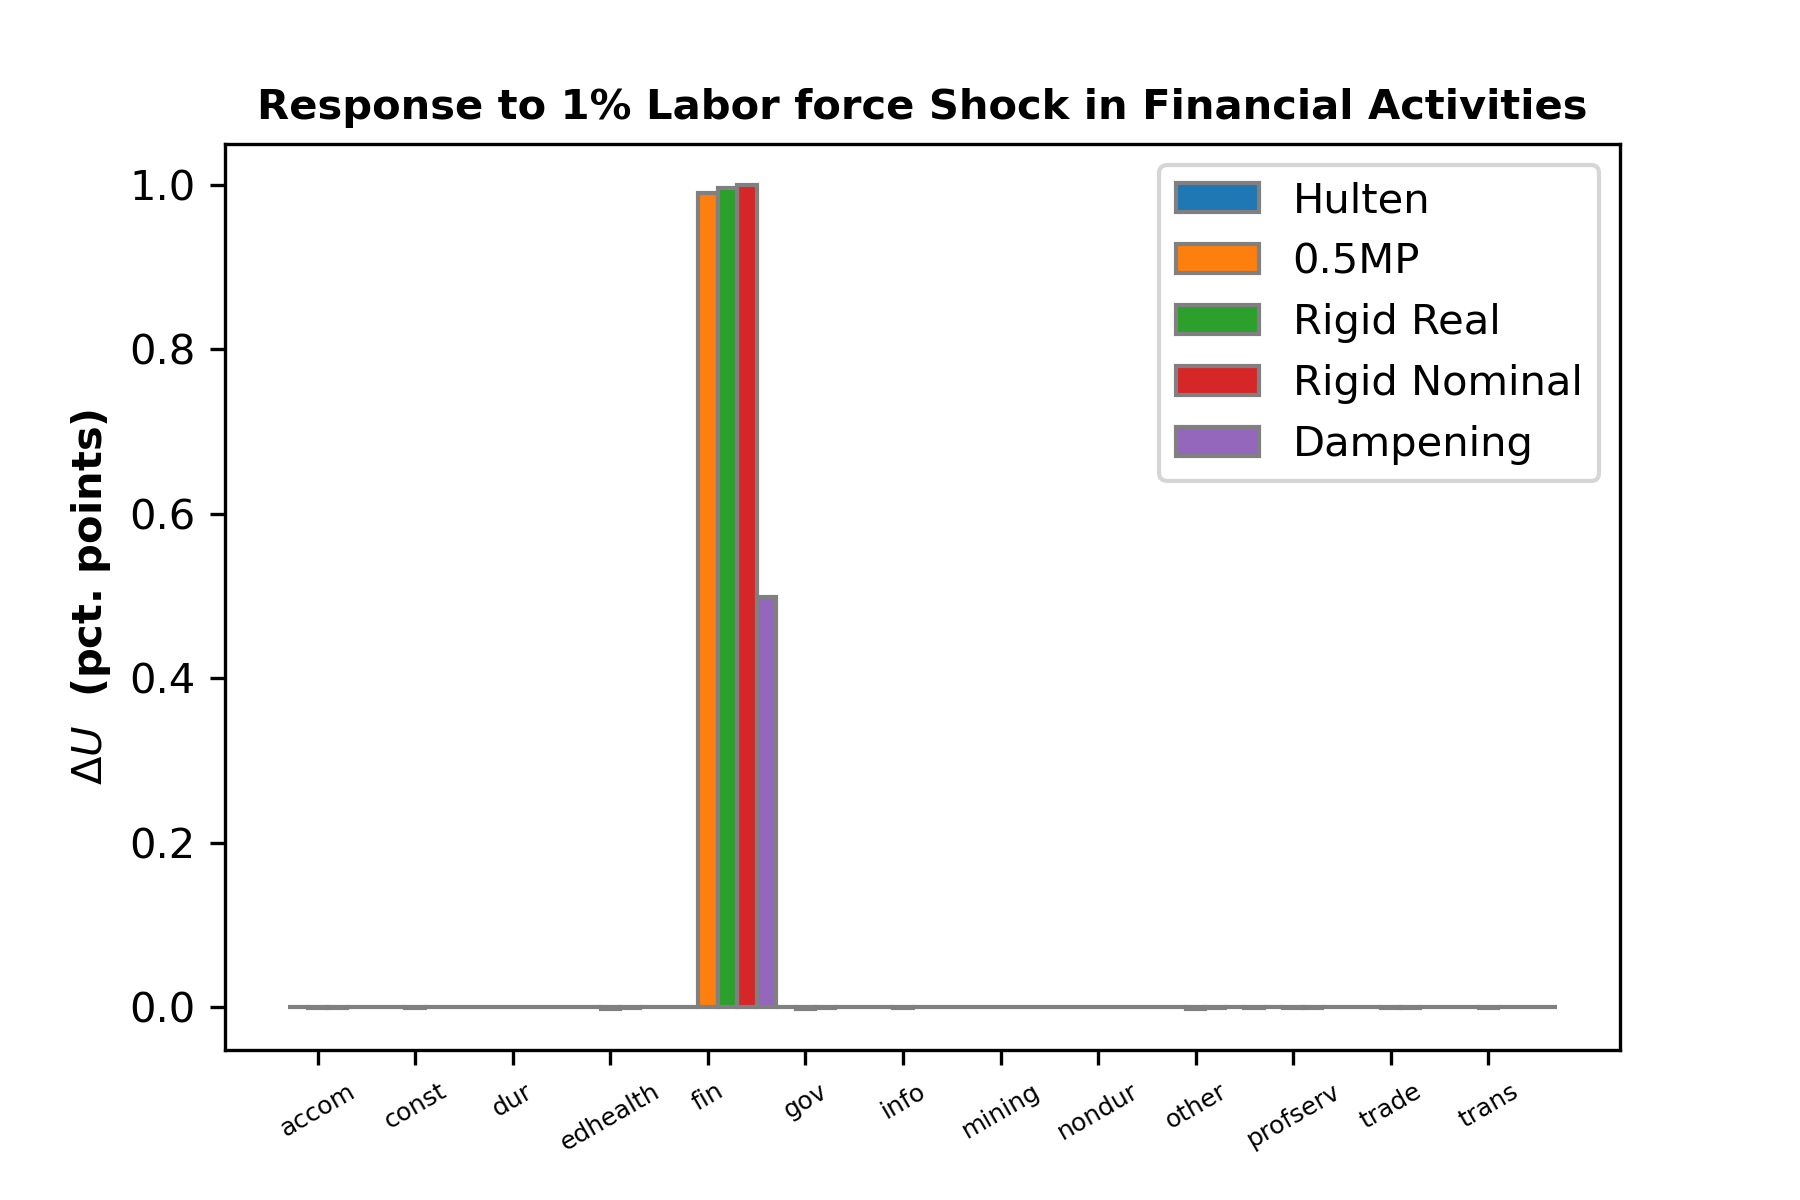 Response to 1% Labor force Shock in Financial Activities
ΔU (pct. points)
1.0
0.8
0.6
0.4
0.2
0.0
Hulten
0.5MP
Rigid Real
Rigid Nominal
Dampening
accom
const
dur
edhealth
fin
gov
info
mining
nondur
other
profserv
trade
trans